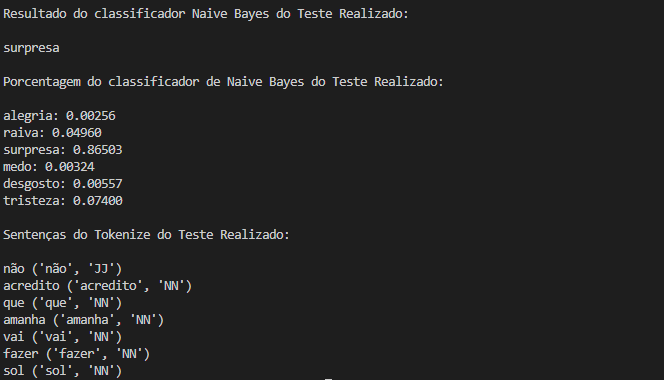 Resultado do classificador Naive Bayes do Teste Realizado:
surpresa
Porcentagem do classificador de Naive Bayes do Teste Realizado:
alegria: 0.00256
raiva: 0.04960
surpresa: 0.86503
medo: 0.00324
desgosto: 0.00557
tristeza: 0.07400
Sentenças do Tokenize do Teste Realizado:
não ('não', 'JJ')
acredito ('acredito', 'NN')
que ('que', 'NN')
amanha ('amanha', 'NN')
vai ('vai', 'NN')
fazer ('fazer', 'NN')
sol ('sol', 'NN')